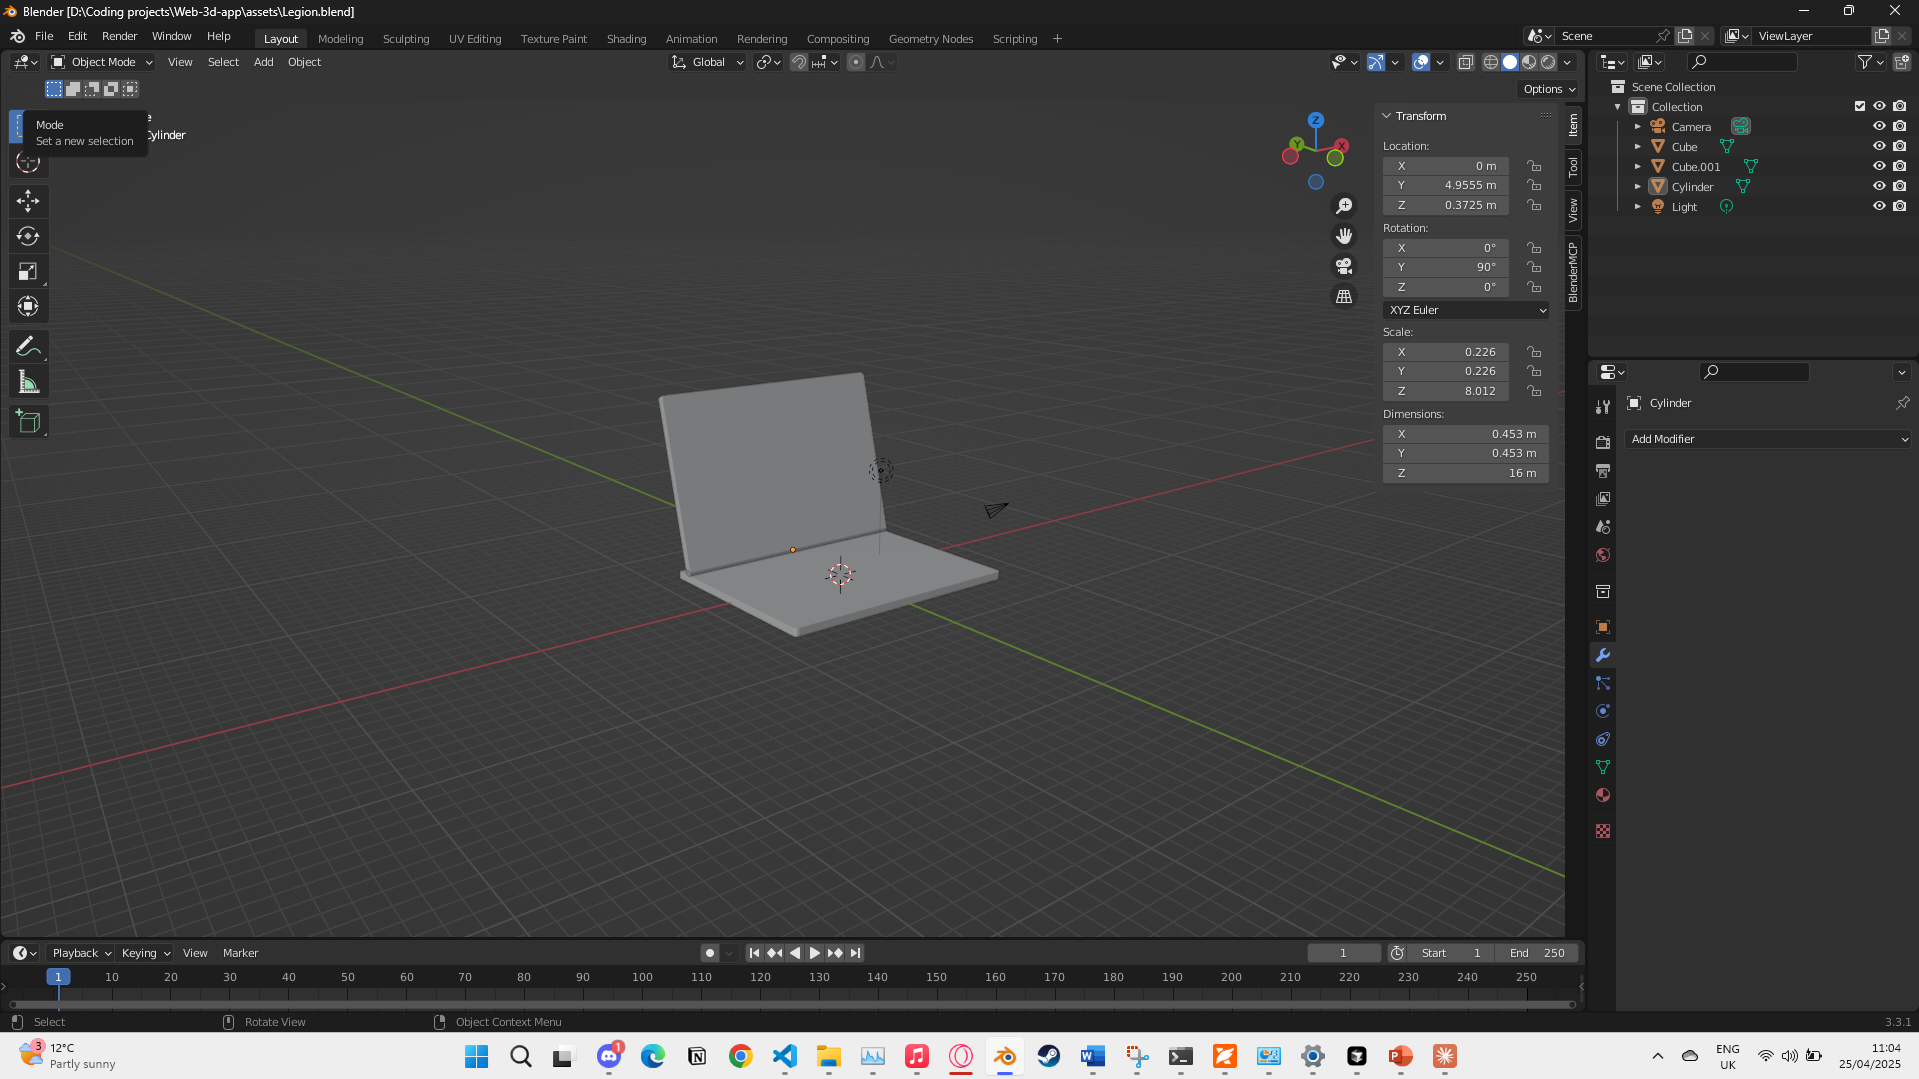 Blender [D:\Coding projects\Web-3d-app\assets\Legion.blend]
File Edit Render Window Help
Layout Modeling Sculpting UV Editing Texture Paint Shading Animation Rendering Compositing Geometry Nodes Scripting +
Scene
ViewLayer
Object Mode View Select Add Object
Global
Options
Mode
Set a new selection
e
Cylinder
Z
Y
X
Transform
Location:
X 0 m
Y 4.9555 m
Z 0.3725 m
Rotation:
X 0°
Y 90°
Z 0°
XYZ Euler
Scale:
X 0.226
Y 0.226
Z 8.012
Dimensions:
X 0.453 m
Y 0.453 m
Z 16 m
Item
Tool
View
BlenderMCP
Scene Collection
Collection
Camera
Cube
Cube.001
Cylinder
Light
Cylinder
Add Modifier
Playback Keying View Marker
1 Start 1 End 250
1 10 20 30 40 50 60 70 80 90 100 110 120 130 140 150 160 170 180 190 200 210 220 230 240 250
Select Rotate View Object Context Menu
3.3.1
3
12°C
Partly sunny
1
ENG
UK
11:04
25/04/2025